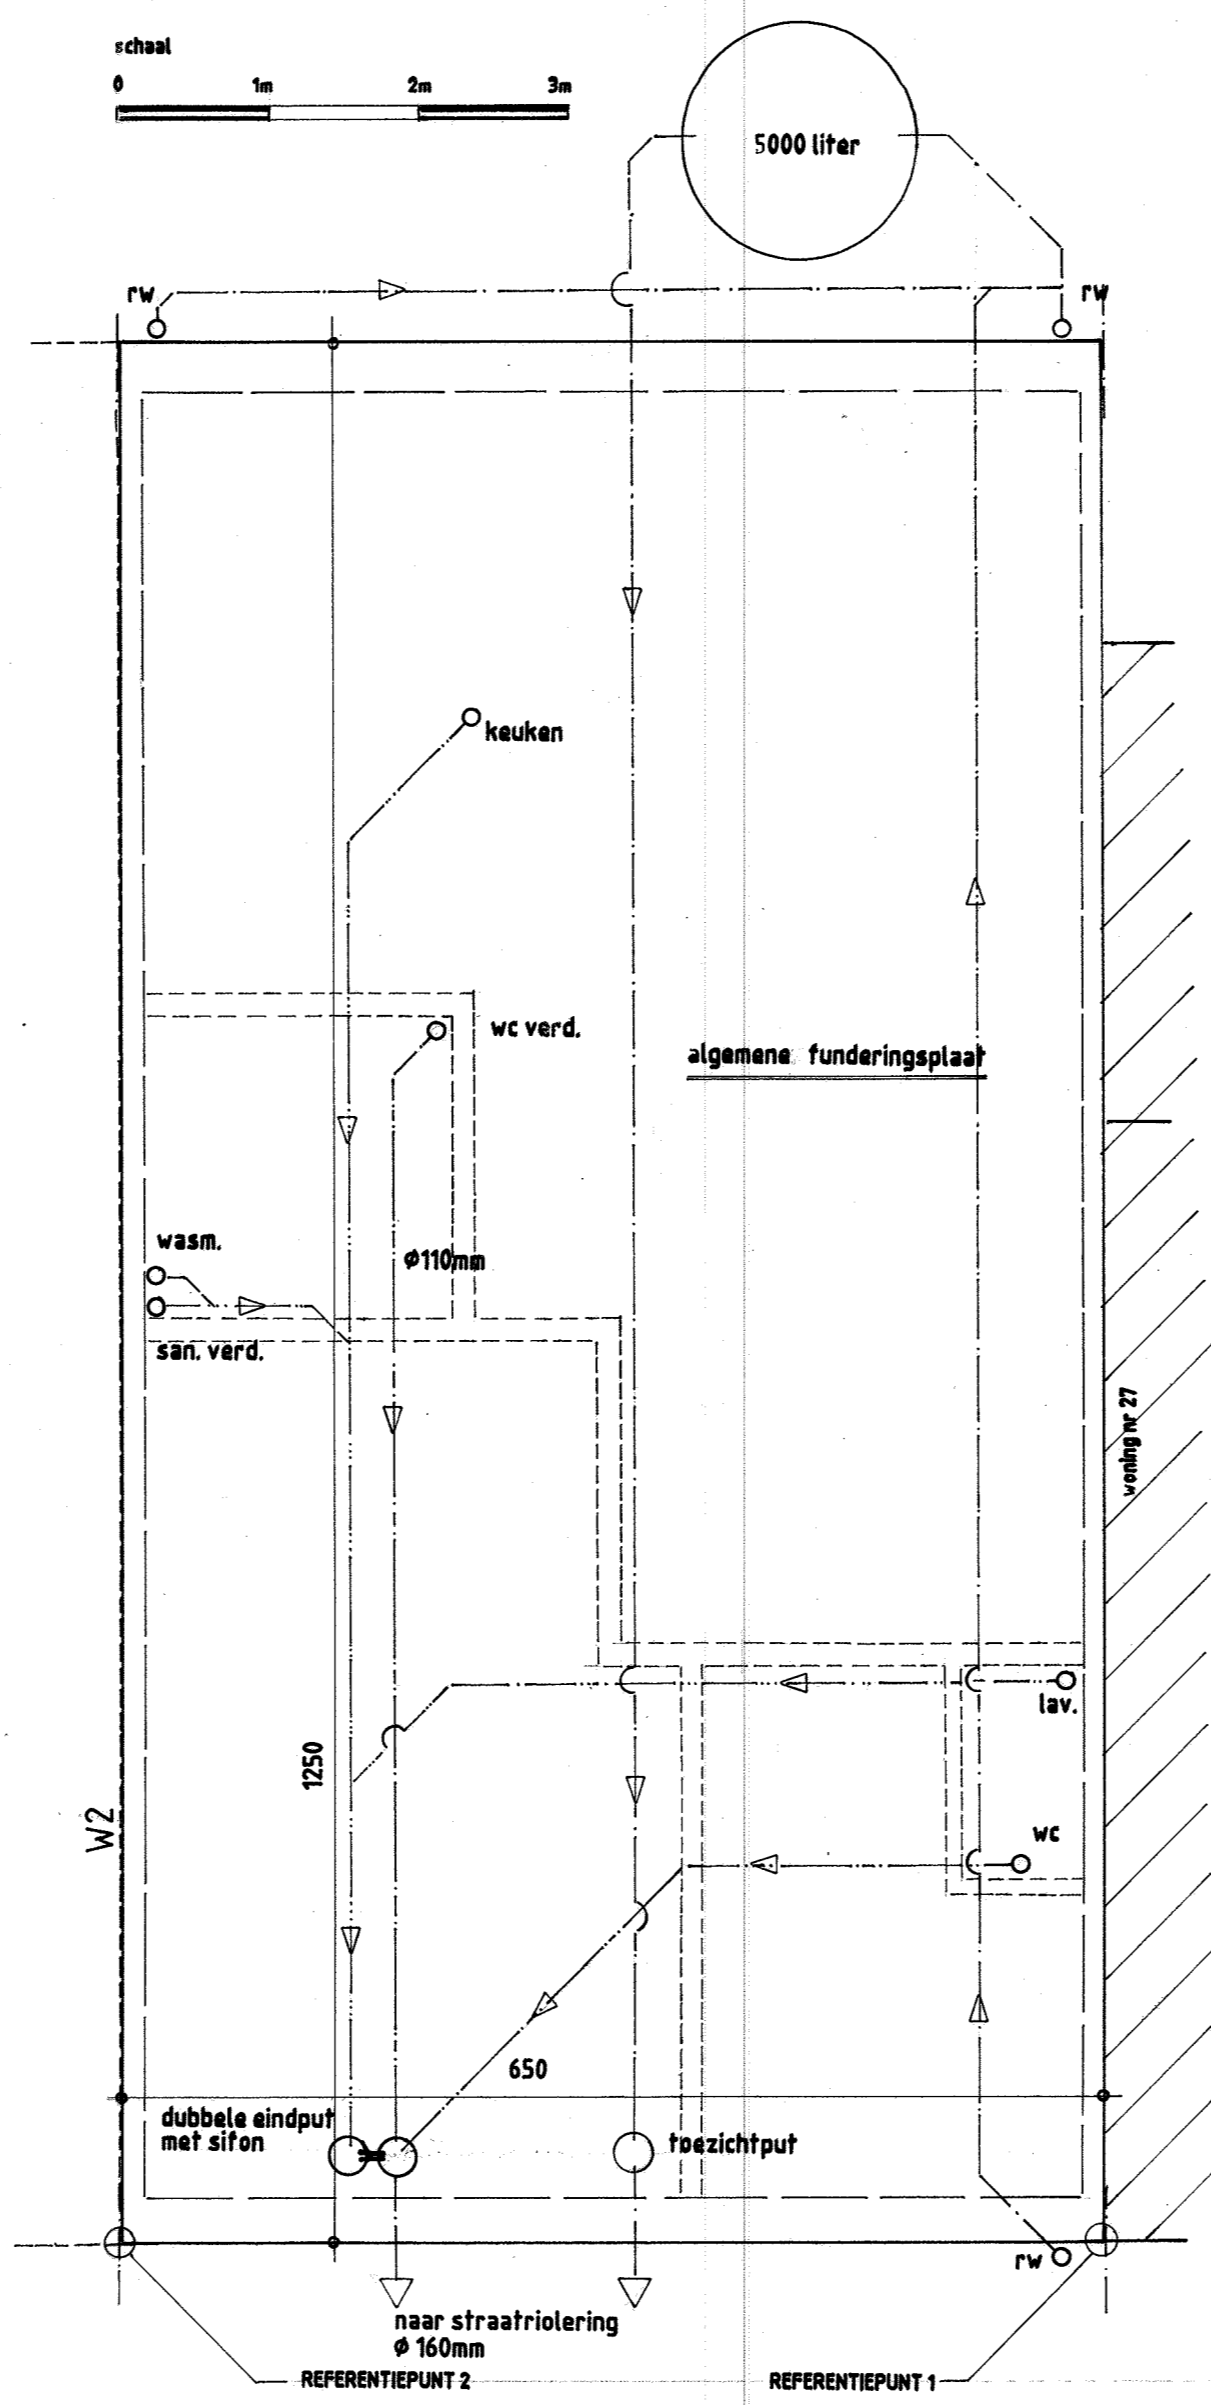 schaal
0 1m 2m 3m
5000 liter
rw
rw
keuken
wc verd.
algemene funderingsplaat
wasm.
ϕ110mm
san. verd.
woning nr 27
lav.
1250
W2
wc
650
dubbele eindput
met sifon
toezichtput
rw
naar straatriolering
ϕ 160mm
REFERENTIEPUNT 2
REFERENTIEPUNT 1